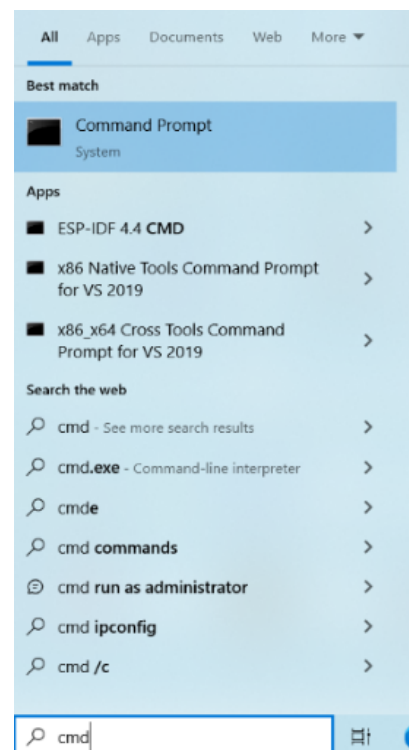 All Apps Documents Web More
Best match
Command Prompt
System
Apps
ESP-IDF 4.4 CMD
x86 Native Tools Command Prompt
for VS 2019
x86_x64 Cross Tools Command
Prompt for VS 2019
Search the web
cmd - See more search results
cmd.exe - Command-line interpreter
cmde
cmd commands
cmd run as administrator
cmd ipconfig
cmd /c
cmd